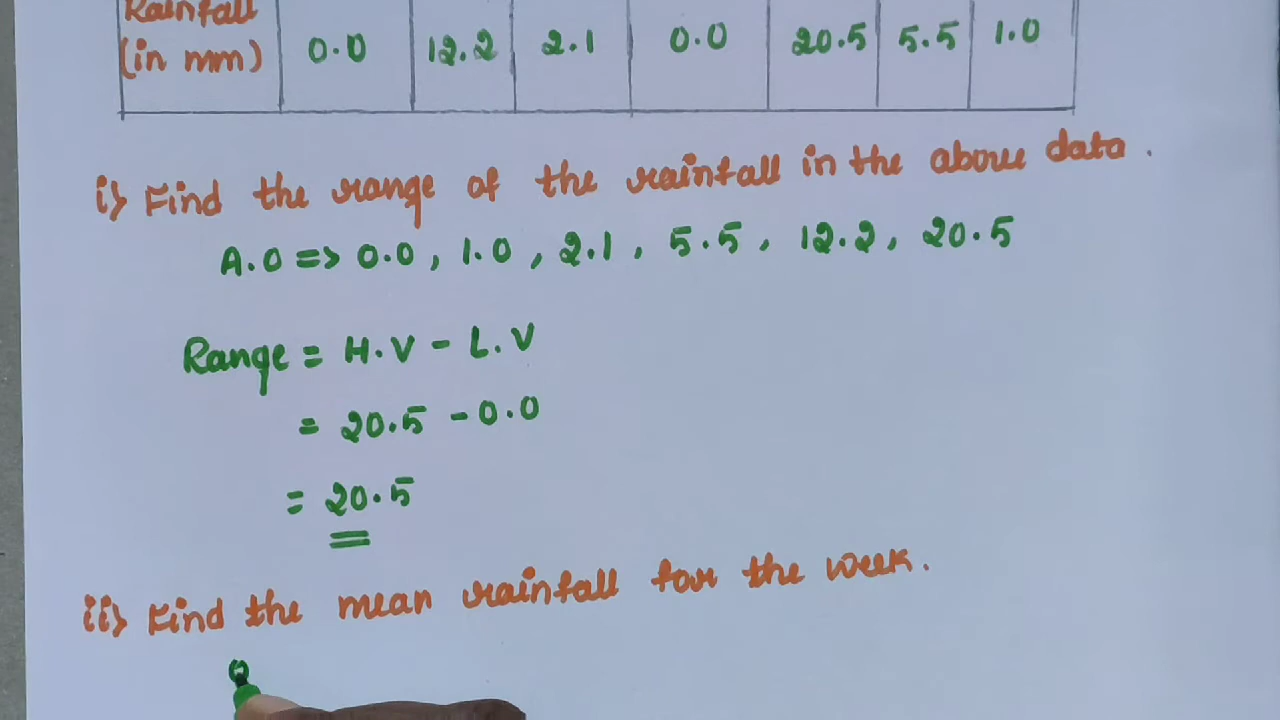 Rainfall
(in mm) 0.0 12.2 2.1 0.0 20.5 5.5 1.0
i) Find the range of the rainfall in the above data.
A.O => 0.0, 1.0, 2.1, 5.5, 12.2, 20.5
Range = H.V - L.V
= 20.5 - 0.0
= 20.5
ii) Find the mean rainfall for the week.
0